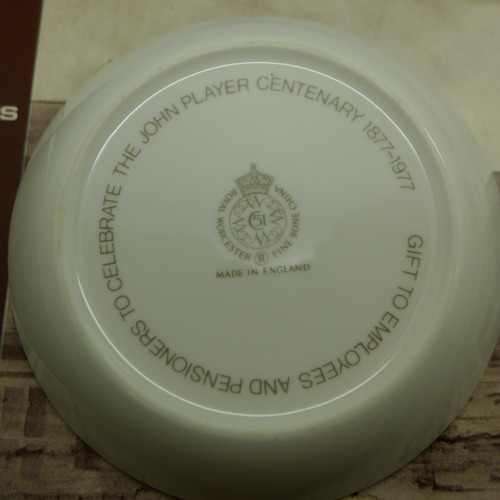 GIFT TO EMPLOYEES AND PENSIONERS TO CELEBRATE THE JOHN PLAYER CENTENARY 1877-1977
ROYAL WORCESTER ® FINE BONE CHINA
51
MADE IN ENGLAND
S